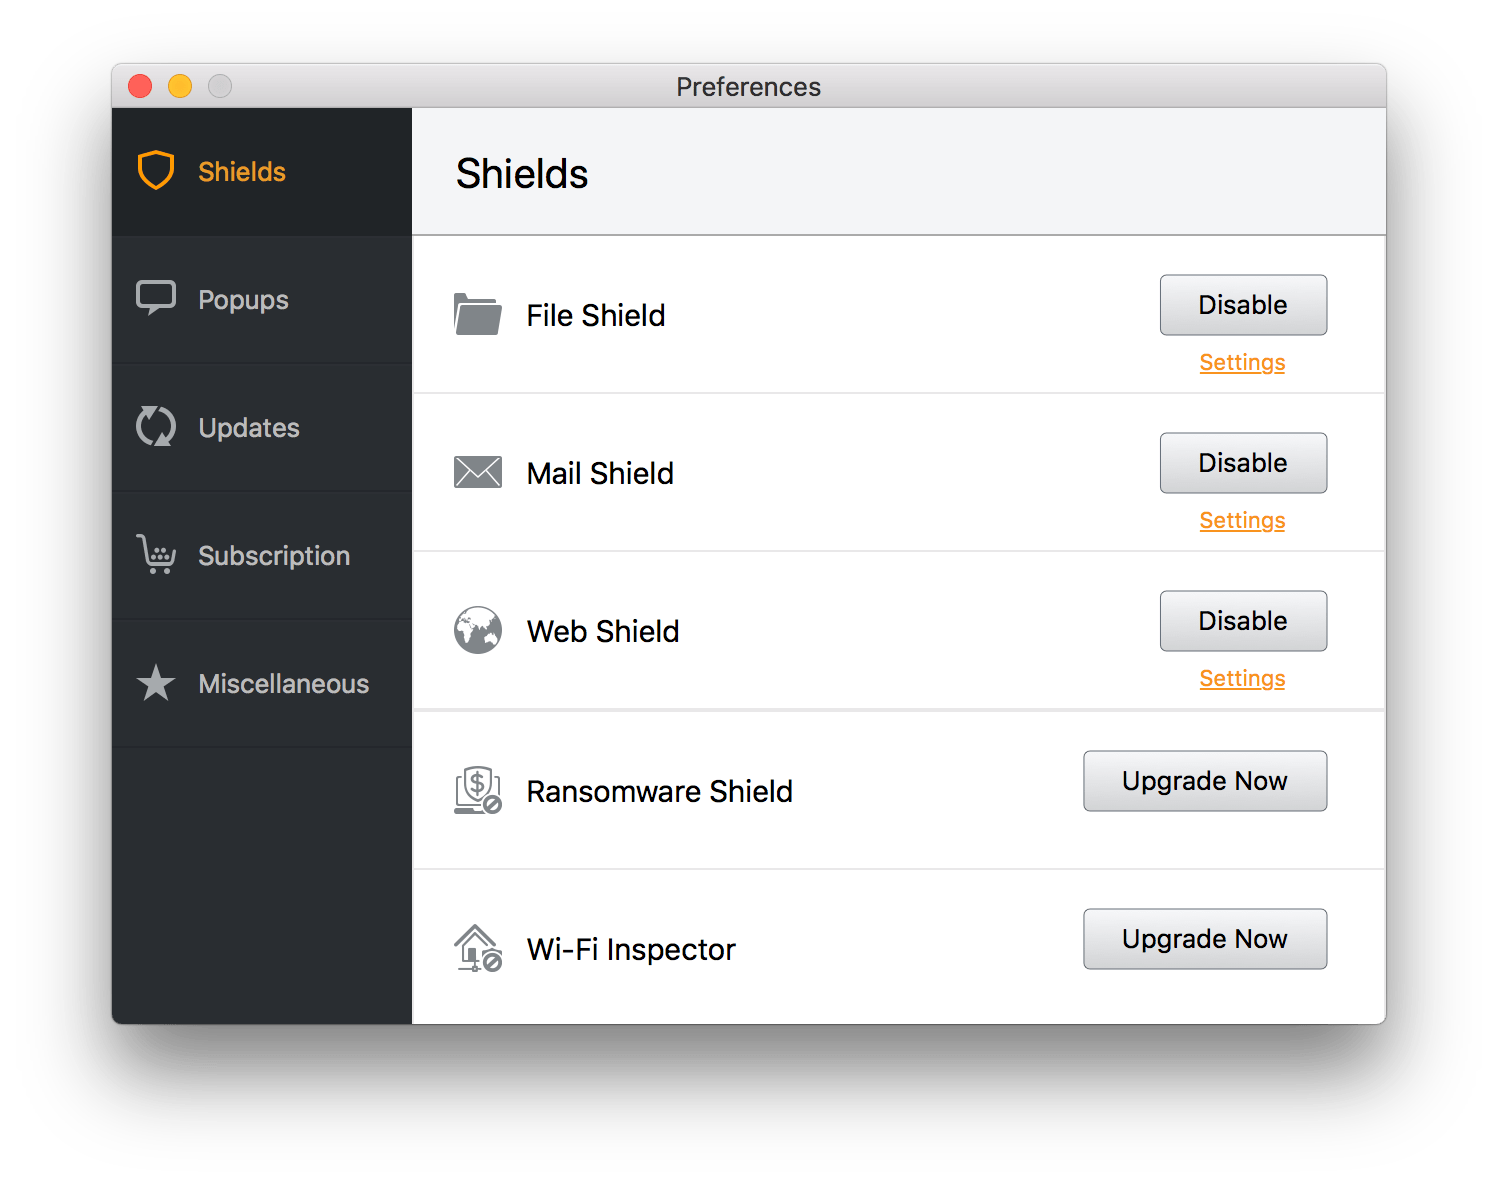 Preferences
Shields
Popups
Updates
Subscription
Miscellaneous
Shields
File Shield
Disable
Settings
Mail Shield
Disable
Settings
Web Shield
Disable
Settings
Ransomware Shield
Upgrade Now
Wi-Fi Inspector
Upgrade Now